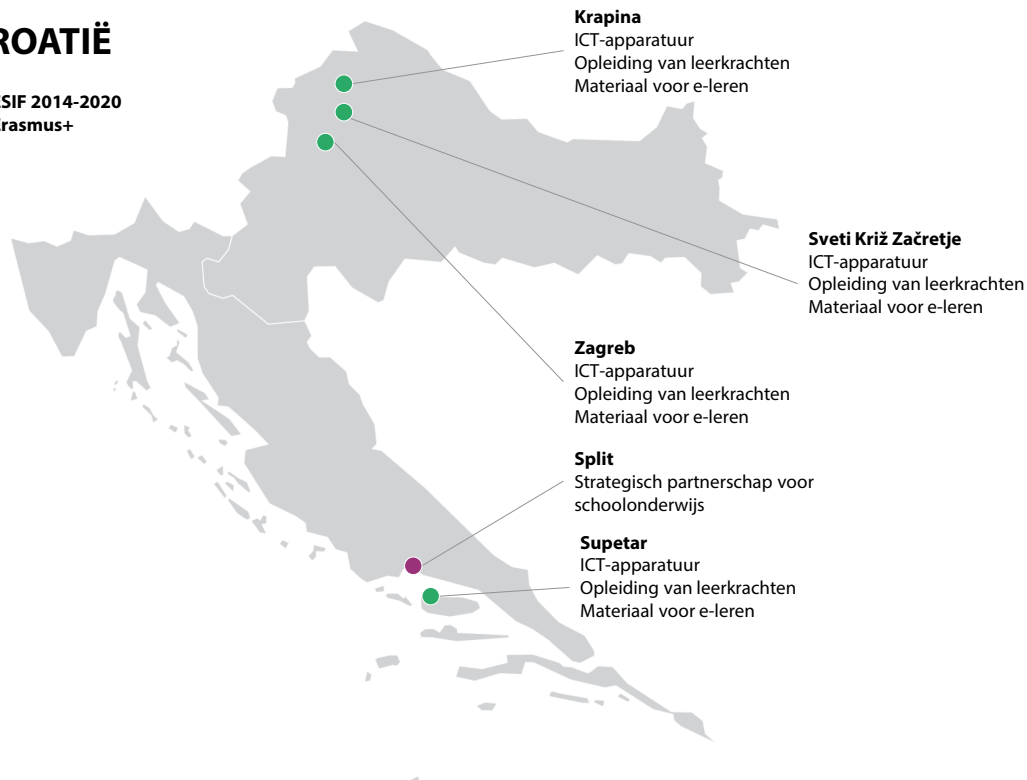 ROATIË
SIF 2014-2020
rasmus+
Krapina
ICT-apparatuur
Opleiding van leerkrachten
Materiaal voor e-leren
Sveti Križ Začretje
ICT-apparatuur
Opleiding van leerkrachten
Materiaal voor e-leren
Zagreb
ICT-apparatuur
Opleiding van leerkrachten
Materiaal voor e-leren
Split
Strategisch partnerschap voor
schoolonderwijs
Supetar
ICT-apparatuur
Opleiding van leerkrachten
Materiaal voor e-leren